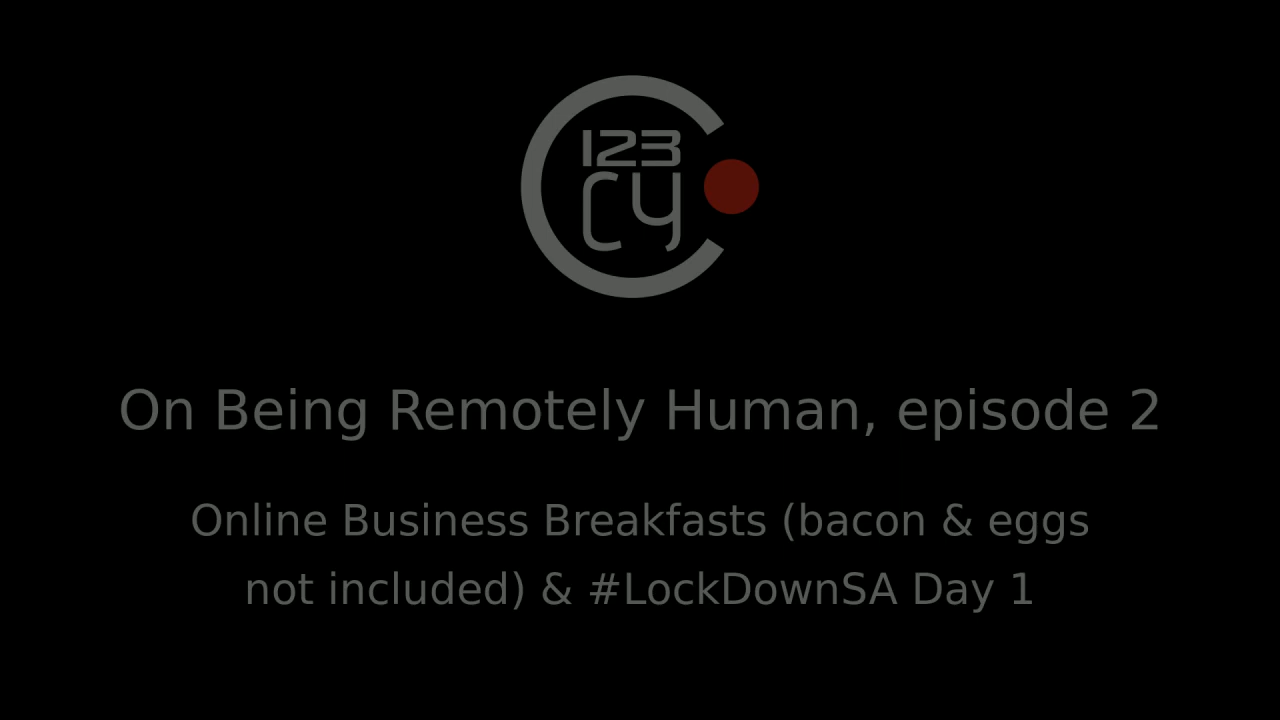 123
cy
On Being Remotely Human, episode 2
Online Business Breakfasts (bacon & eggs
not included) & #LockDownSA Day 1